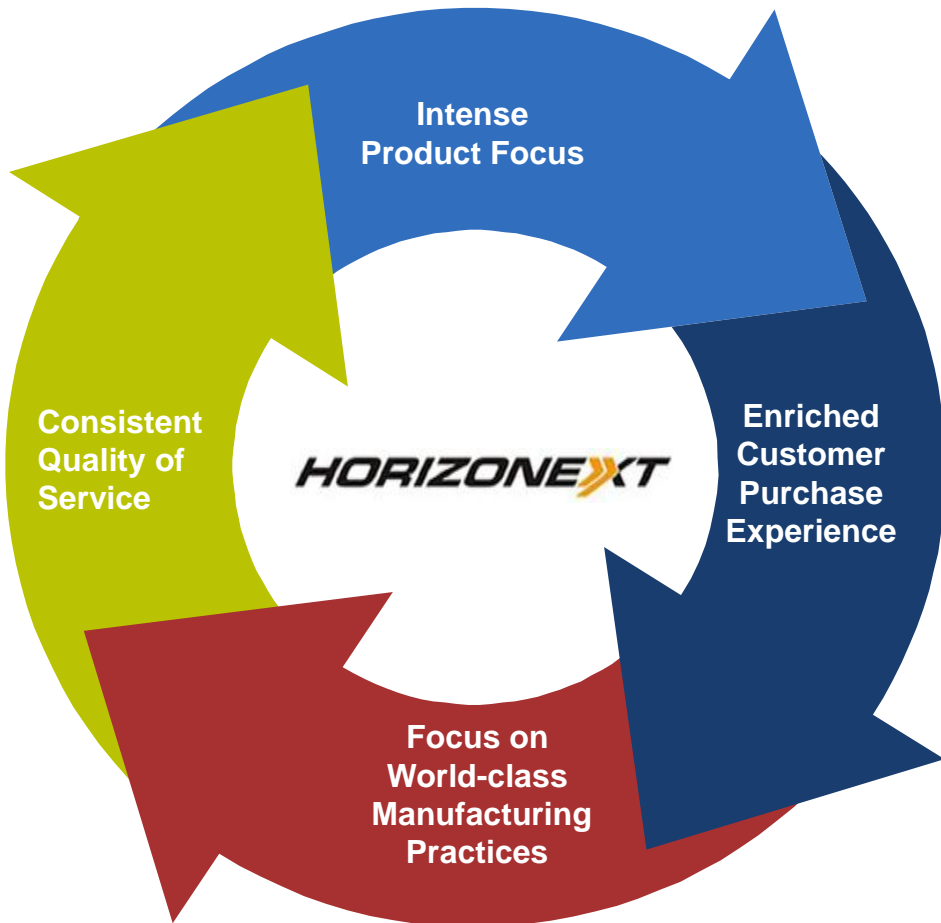 Intense
Product Focus
Enriched
Customer
Purchase
Experience
Focus on
World-class
Manufacturing
Practices
Consistent
Quality of
Service
HORIZONEXT